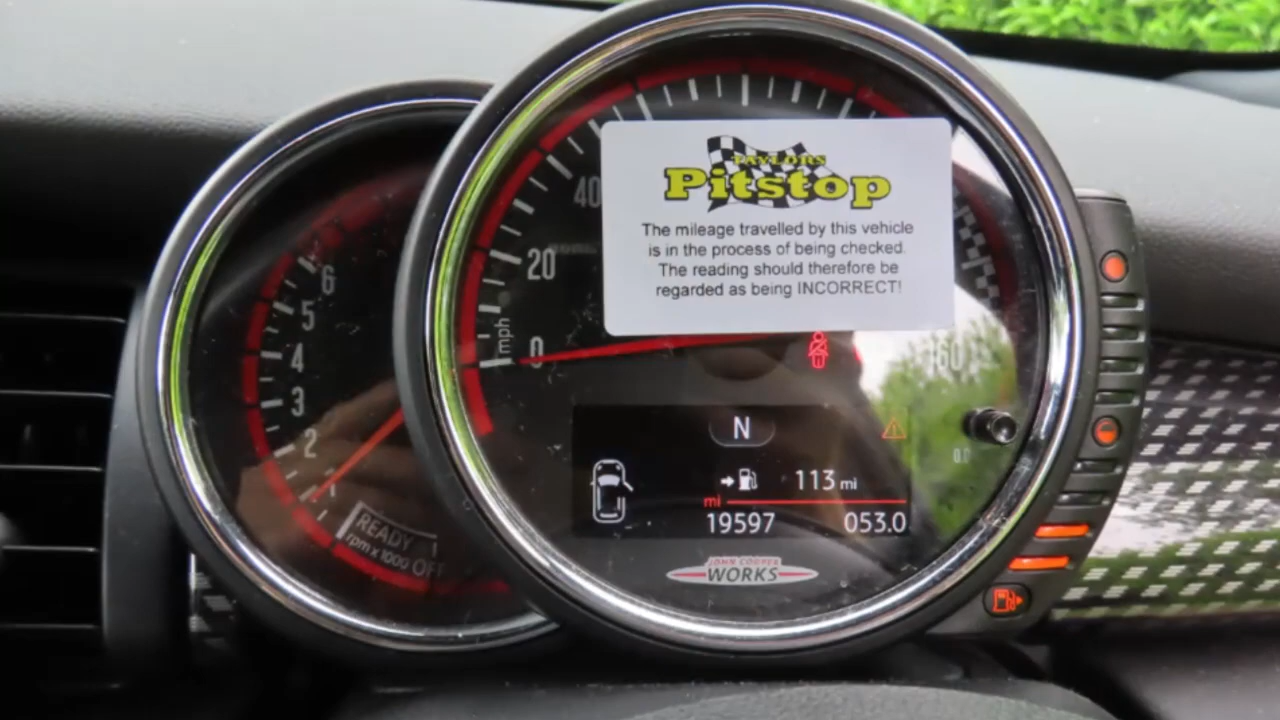 TAYLORS
Pitstop
The mileage travelled by this vehicle
is in the process of being checked.
The reading should therefore be
regarded as being INCORRECT!
40
20
0
mph
160
6
5
4
3
2
READY
rpm x 1000 OFF
N
113 mi
mi
19597 053.0
JOHN COOPER
WORKS